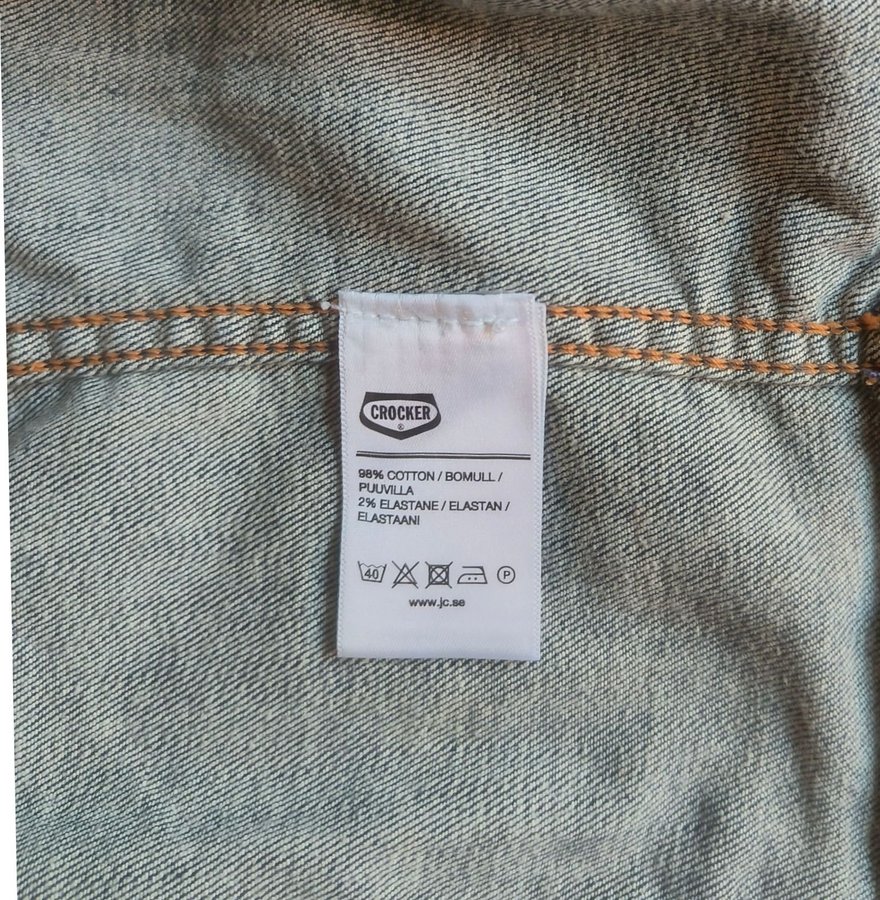 CROCKER
®
98% COTTON / BOMULL /
PUUVILLA
2% ELASTANE / ELASTAN /
ELASTAANI
40 P
www.jc.se